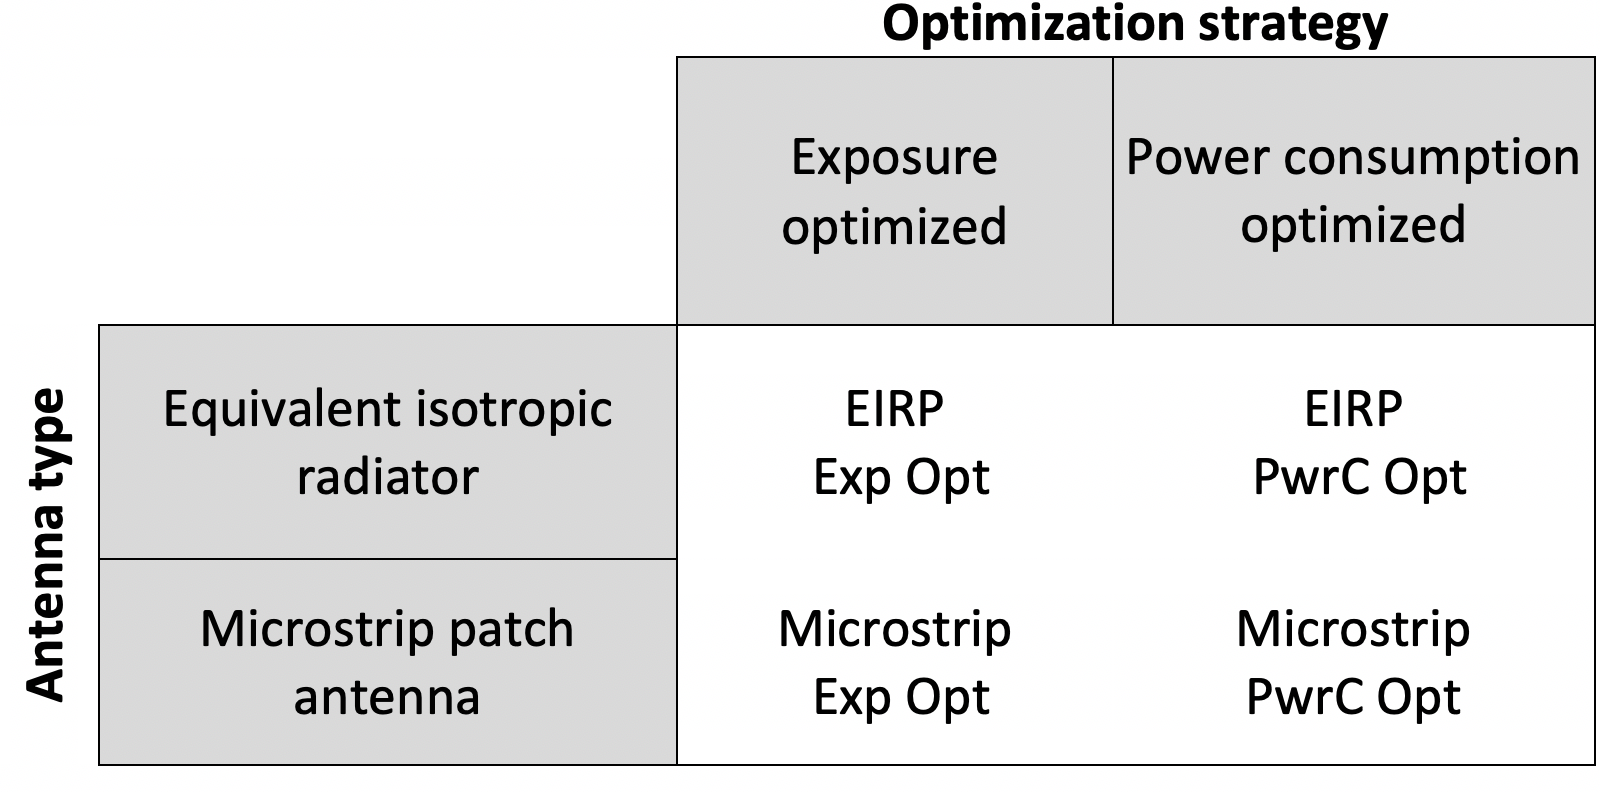 Optimization strategy
Exposure
optimized
Power consumption
optimized
Antenna type
Equivalent isotropic
radiator
EIRP
Exp Opt
EIRP
PwrC Opt
Microstrip patch
antenna
Microstrip
Exp Opt
Microstrip
PwrC Opt